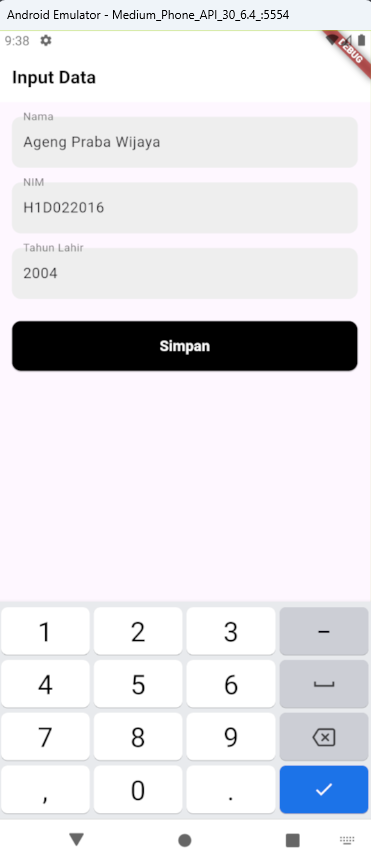 Android Emulator - Medium_Phone_API_30_6.4_:5554
9:38
DEBUG
Input Data
Nama
Ageng Praba Wijaya
NIM
H1D022016
Tahun Lahir
2004
Simpan
1 2 3 -
4 5 6
7 8 9
, 0 .